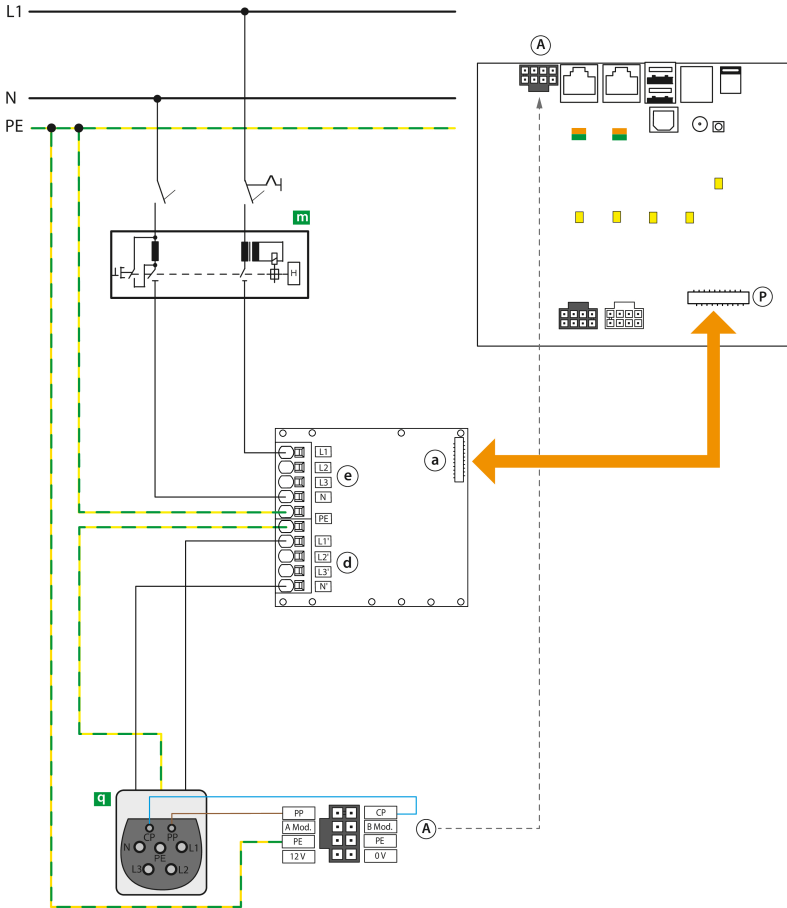 L1
A
N
PE
m
H
P
L1
L2
e
a
L3
N
PE
L1'
L2'
d
L3'
N'
q
PP
CP
CP
PP
A Mod.
B Mod.
A
N
L1
PE
PE
PE
12 V
0 V
L3
L2